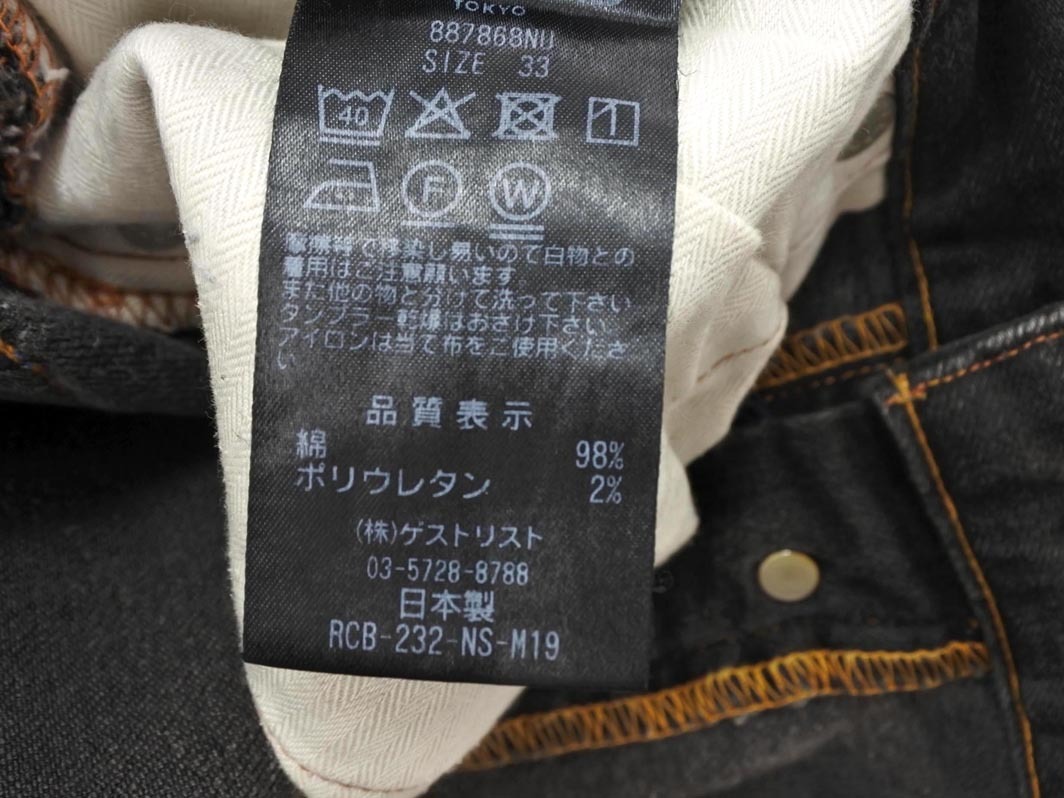 TOKYO
887868NU
SIZE 33
40
F
W
摩擦等で移染し易いので白物との
着用はご注意願います
また他の物と分けて洗って下さい
タンブラー乾燥はおさけ下さい
アイロンは当て布をご使用くださ
い
品質表示
綿 98%
ポリウレタン 2%
(株)ゲストリスト
03-5728-8788
日本製
RCB-232-NS-M19